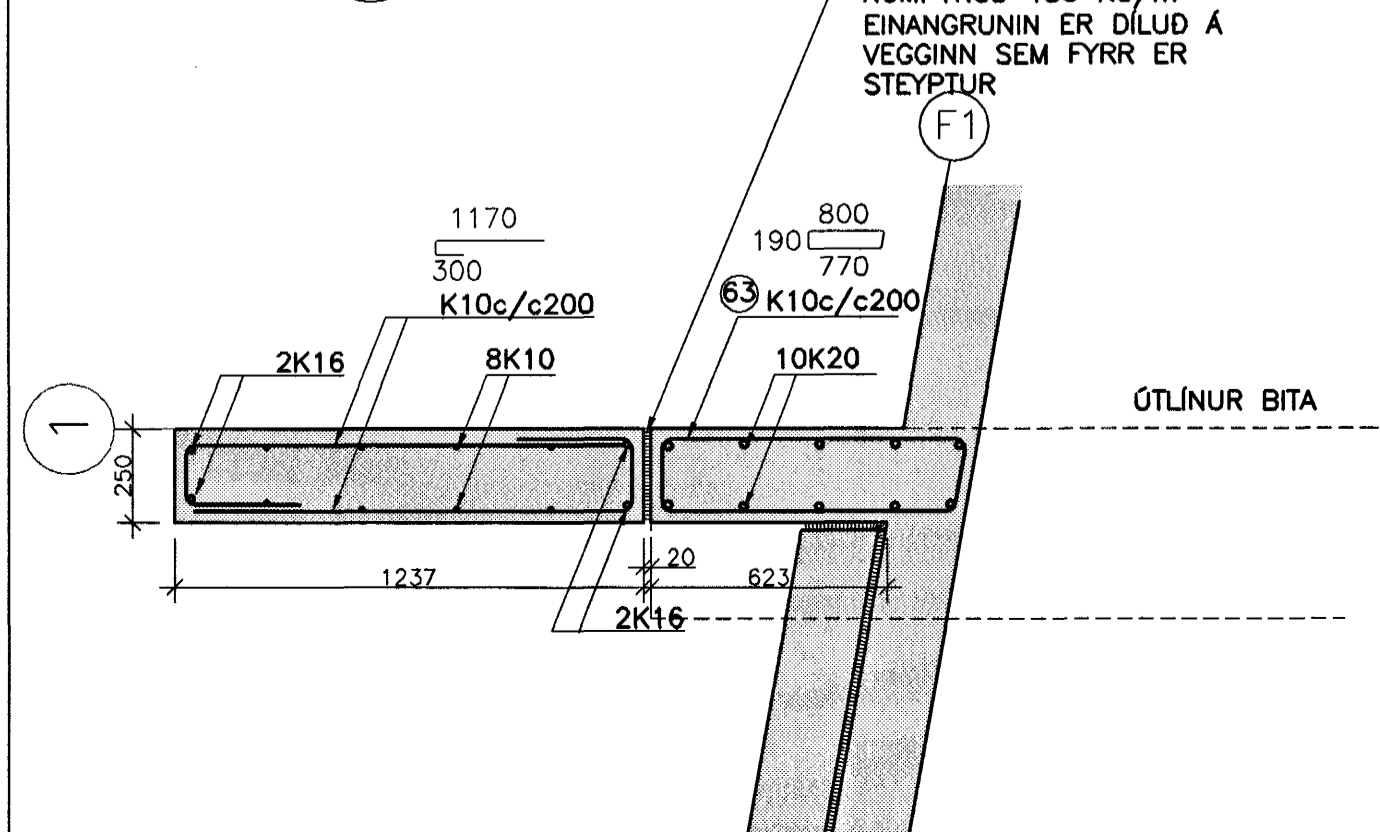 EINANGRUNIN ER DÍLUÐ Á
VEGGINN SEM FYRR ER
STEYPTUR
F1
1170
300
K10c/c200
800
190
770
63 K10c/c200
2K16
8K10
10K20
ÚTLÍNUR BITA
1
250
20
1237
623
2K16